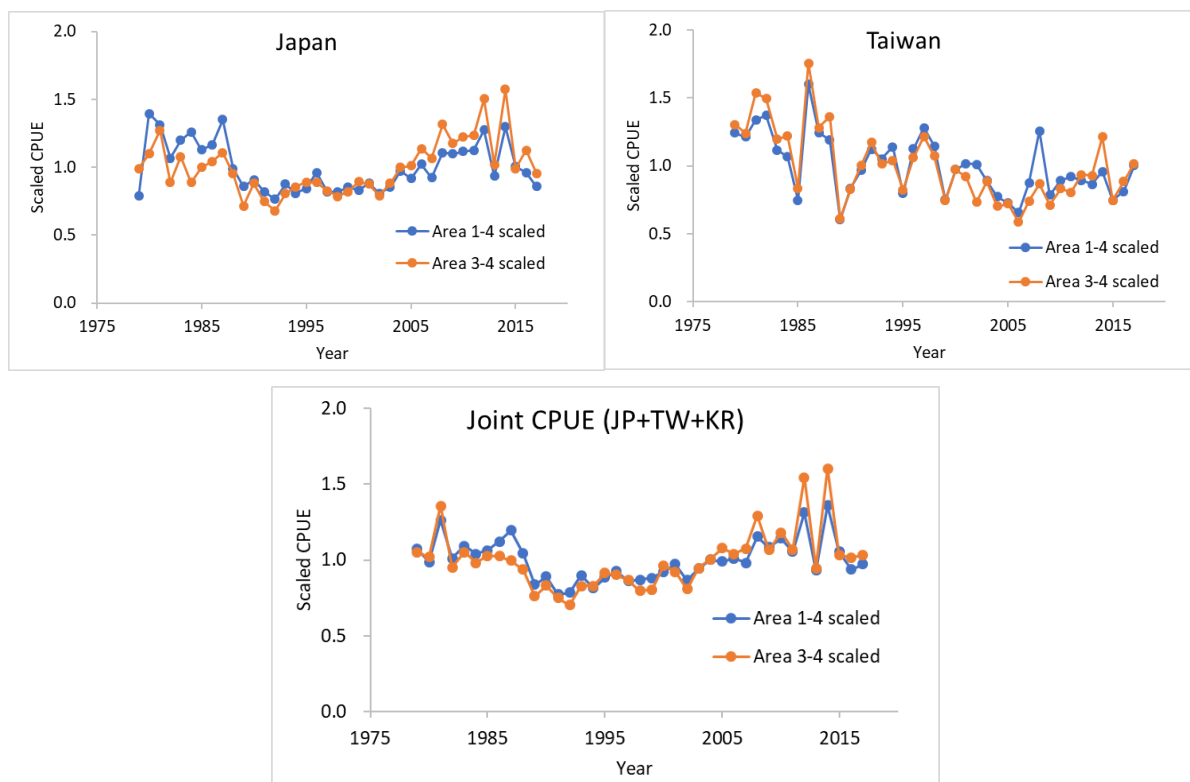 Japan
2.0
1.5
1.0
0.5
0.0
Scaled CPUE
Area 1-4 scaled
Area 3-4 scaled
1975 1985 1995 2005 2015
Year
Taiwan
2.0
1.5
1.0
0.5
0.0
Scaled CPUE
Area 1-4 scaled
Area 3-4 scaled
1975 1985 1995 2005 2015
Year
Joint CPUE (JP+TW+KR)
2.0
1.5
1.0
0.5
0.0
Scaled CPUE
Area 1-4 scaled
Area 3-4 scaled
1975 1985 1995 2005 2015
Year